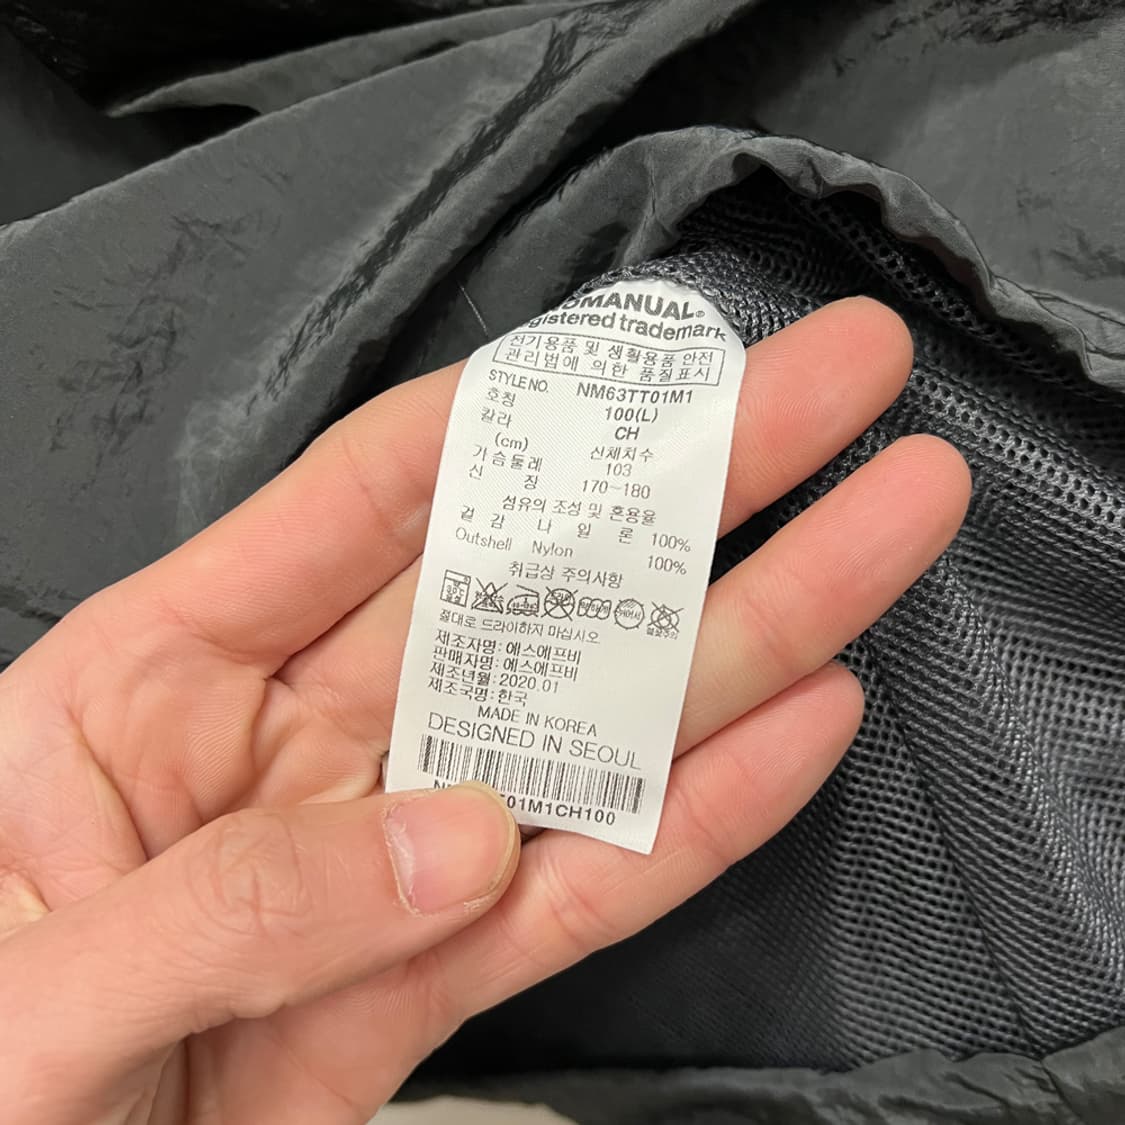 OMANUAL®
gistered trademark
전기용품 및 생활용품 안전
관리법에 의한 품질표시
STYLE NO. NM63TT01M1
호칭 100(L)
칼라 CH
(cm) 신체치수
가슴둘레 103
신 징 170~180
섬유의 조성 및 혼용율
겉 감 나 일 론 100%
Outshell Nylon 100%
취급상 주의사항
절대로 드라이하지 마십시오
제조자명: 에스에프비
판매자명: 에스에프비
제조년월: 2020.01
제조국명: 한국
MADE IN KOREA
DESIGNED IN SEOUL
01M1CH100